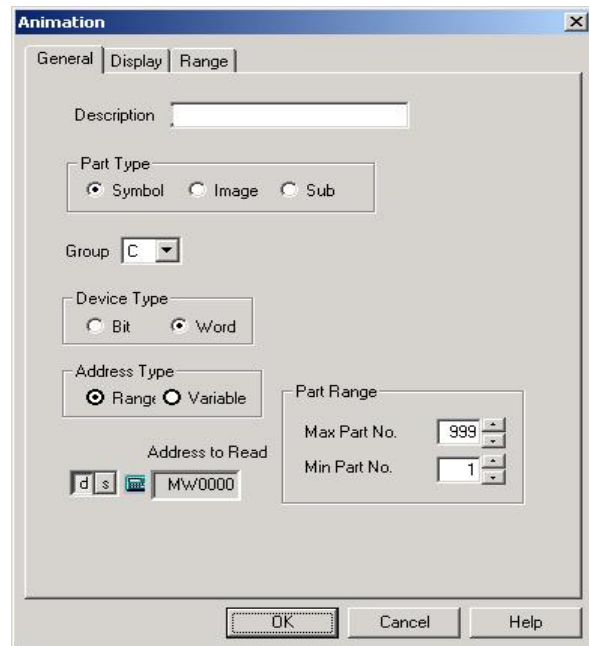 Animation
General Display Range
Description
Part Type
Symbol Image Sub
Group C
Device Type
Bit Word
Address Type
Range Variable
Part Range
Max Part No. 999
Address to Read
Min Part No. 1
d s MW0000
OK Cancel Help